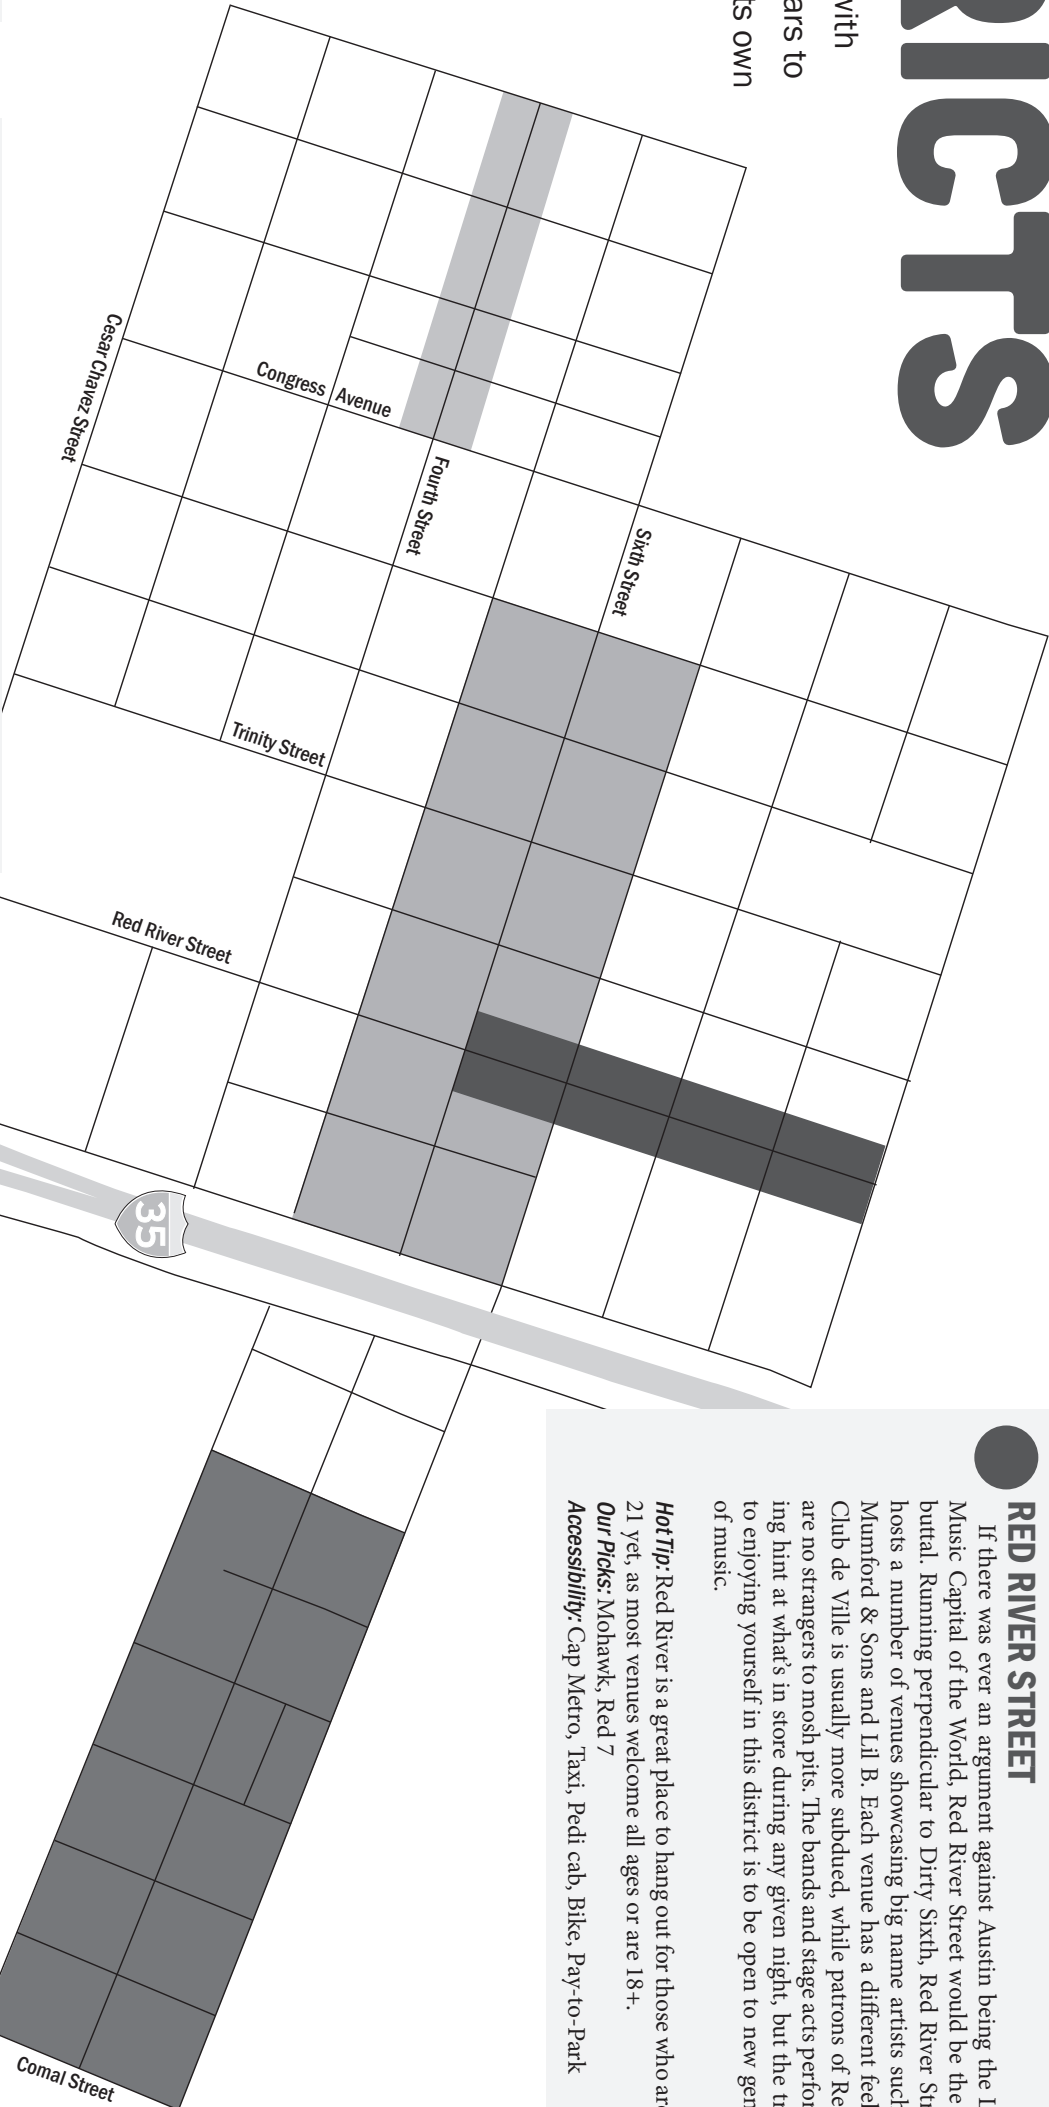 RICTS
with
ars to
ts own
Cesar Chavez Street
Congress Avenue
Fourth Street
Sixth Street
Trinity Street
Red River Street
35
Comal Street
RED RIVER STREET
If there was ever an argument against Austin being the L
Music Capital of the World, Red River Street would be the
buttal. Running perpendicular to Dirty Sixth, Red River Str
hosts a number of venues showcasing big name artists such
Mumford & Sons and Lil B. Each venue has a different feel
Club de Ville is usually more subdued, while patrons of Re
are no strangers to mosh pits. The bands and stage acts perfor
ing hint at what's in store during any given night, but the tr
to enjoying yourself in this district is to be open to new gen
of music.
Hot Tip: Red River is a great place to hang out for those who are
21 yet, as most venues welcome all ages or are 18+.
Our Picks: Mohawk, Red 7
Accessibility: Cap Metro, Taxi, Pedi cab, Bike, Pay-to-Park